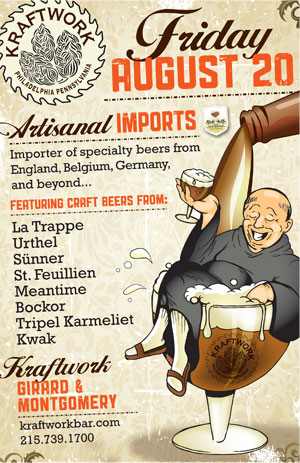 KRAFTWORK
PHILADELPHIA PENNSYLVANIA
Friday
AUGUST 20
Artisanal IMPORTS
Importer of specialty beers from
England, Belgium, Germany,
and beyond...
FEATURING CRAFT BEERS FROM:
La Trappe
Urthel
Sünner
St. Feuillien
Meantime
Bockor
Tripel Karmeliet
Kwak
KRAFTWORK
Kraftwork
GIRARD &
MONTGOMERY
kraftworkbar.com
215.739.1700